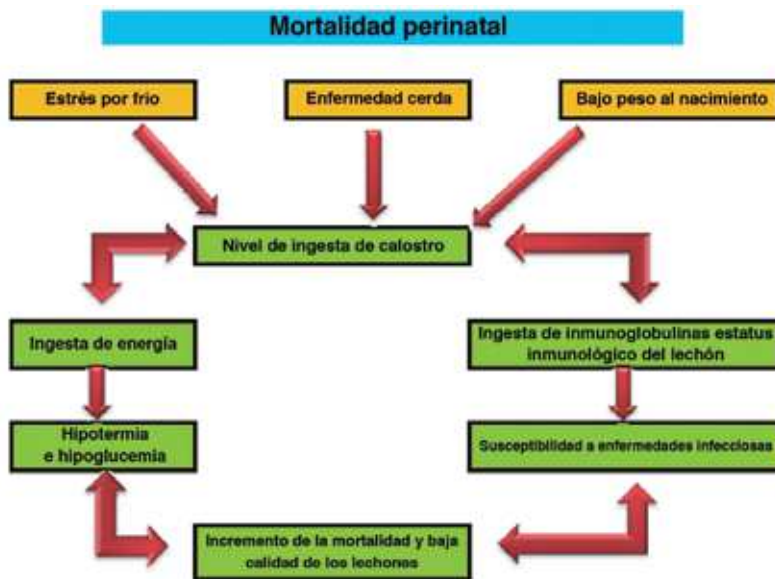 Mortalidad perinatal
Estrés por frio
Enfermedad cerda
Bajo peso al nacimiento
Nivel de ingesta de calostro
Ingesta de energía
Ingesta de inmunoglobulinas estatus
inmunológico del lechón
Hipotermia
e hipoglucemia
Susceptibilidad a enfermedades infecciosas
Incremento de la mortalidad y baja
calidad de los lechones